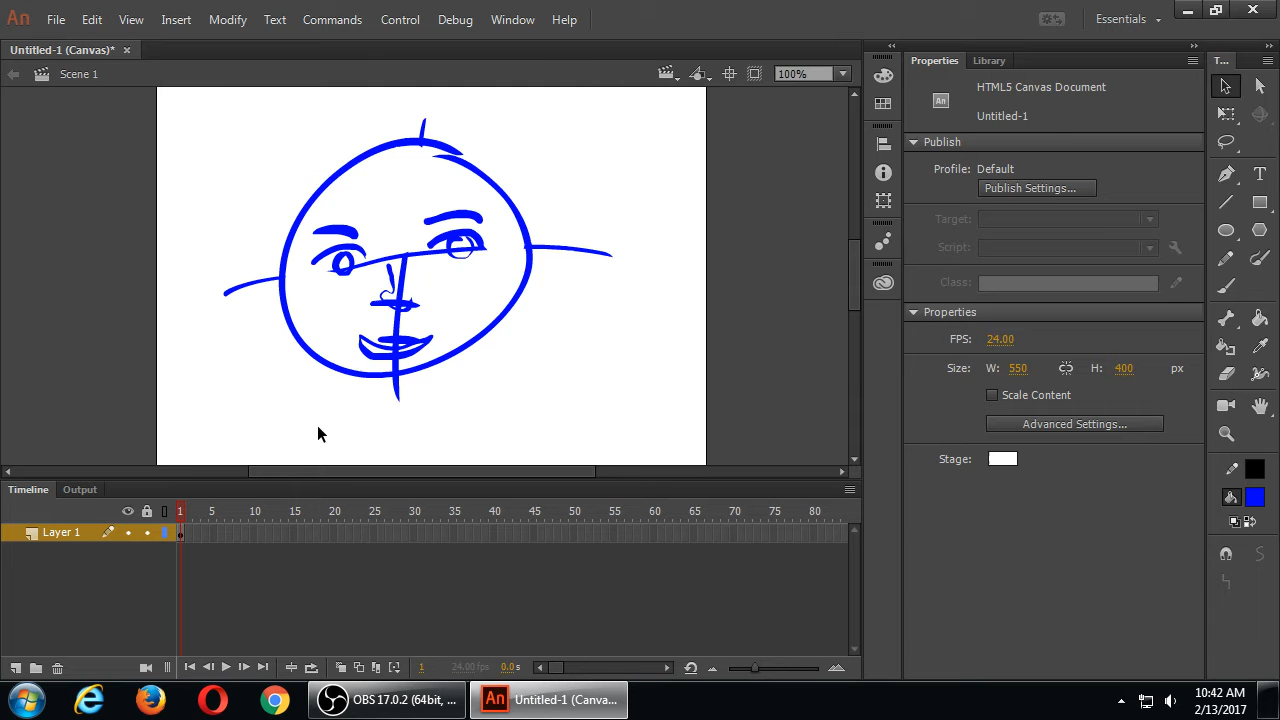 An File Edit View Insert Modify Text Commands Control Debug Window Help Essentials
Untitled-1 (Canvas)* ×
Scene 1 100%
Properties Library T...
An HTML5 Canvas Document
Untitled-1
Publish
Profile: Default
Publish Settings...
Target:
Script:
Class:
Properties
FPS: 24.00
Size: W: 550 H: 400 px
Scale Content
Advanced Settings...
Stage:
Timeline Output
1 5 10 15 20 25 30 35 40 45 50 55 60 65 70 75 80
Layer 1
1 24.00 fps 0.0 s
OBS 17.0.2 (64bit, ... An Untitled-1 (Canva...
10:42 AM
2/13/2017